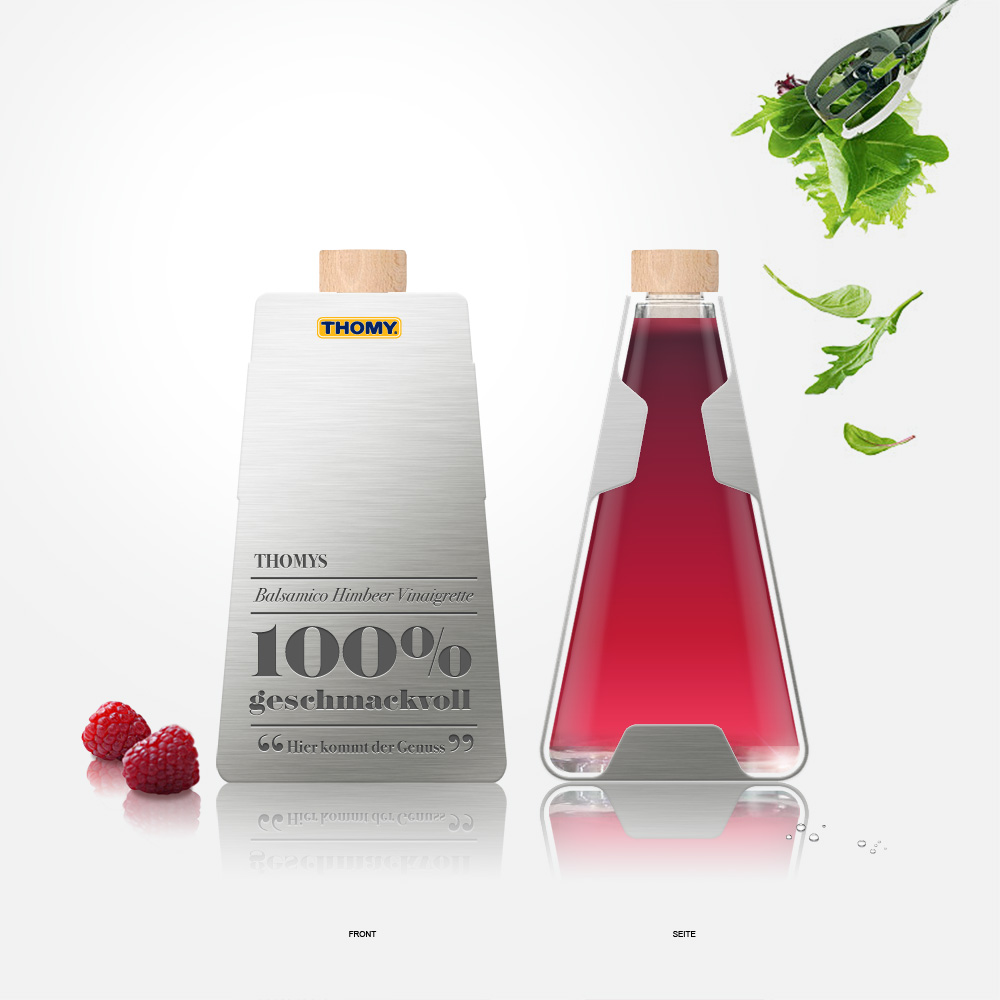 THOMY
THOMYS
Balsamico Himbeer Vinaigrette
100%
geschmackvoll
“Hier kommt der Genuss”
FRONT
SEITE